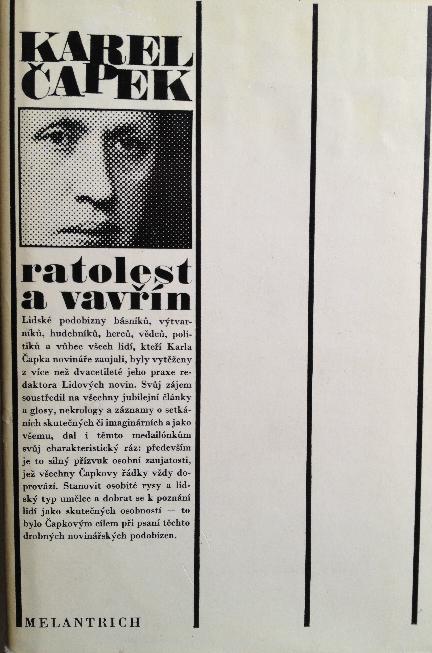 KAREL
ČAPEK
ratolest
a vavřín
Lidské podobizny básníků, výtvar-
níků, hudebníků, herců, vědců, poli-
tiků a vůbec všech lidí, kteří Karla
Čapka novináře zaujali, byly vytěženy
z více než dvacetileté jeho praxe re-
daktora Lidových novin. Svůj zájem
soustředil na všechny jubilejní články
a glosy, nekrology a záznamy o setká-
ních skutečných či imaginárních a jako
všemu, dal i těmto medailónkům
svůj charakteristický ráz: především
je to silný přízvuk osobní zaujatosti,
jež všechny Čapkovy řádky vždy do-
provází. Stanovit osobité rysy a lid-
ský typ umělce a dobrat se k poznání
lidí jako skutečných osobností — to
bylo Čapkovým cílem při psaní těchto
drobných novinářských podobizen.
MELANTRICH